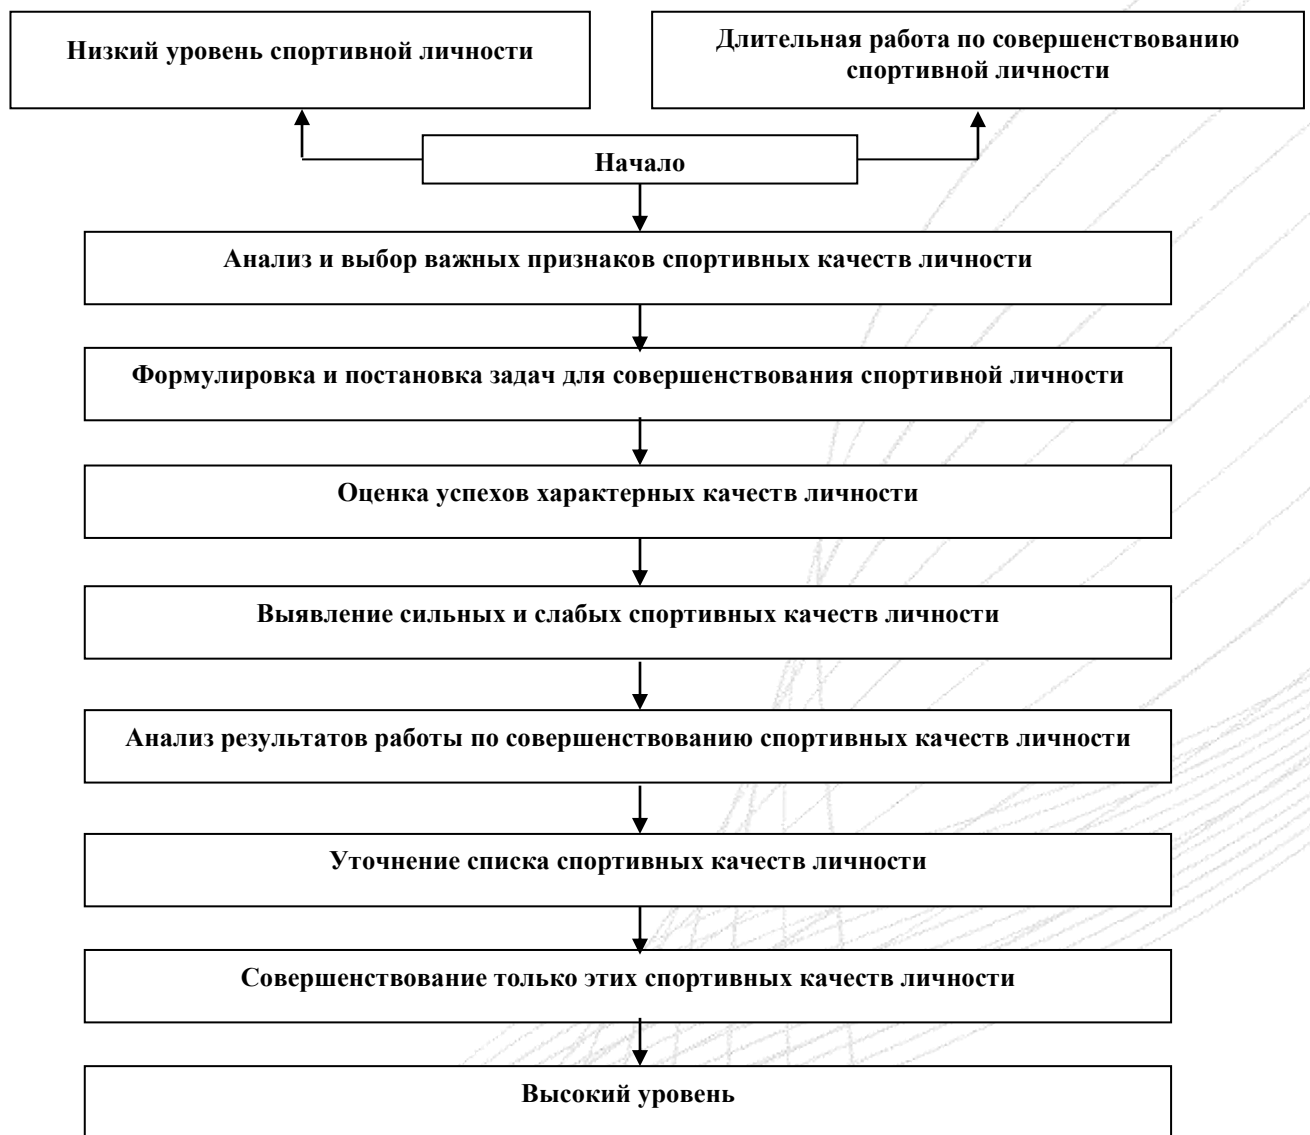 Низкий уровень спортивной личности
Длительная работа по совершенствованию
спортивной личности
Начало
Анализ и выбор важных признаков спортивных качеств личности
Формулировка и постановка задач для совершенствования спортивной личности
Оценка успехов характерных качеств личности
Выявление сильных и слабых спортивных качеств личности
Анализ результатов работы по совершенствованию спортивных качеств личности
Уточнение списка спортивных качеств личности
Совершенствование только этих спортивных качеств личности
Высокий уровень